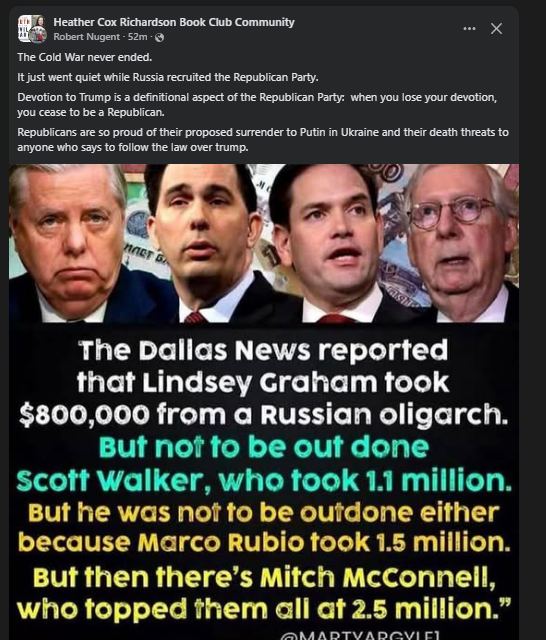 Heather Cox Richardson Book Club Community
Robert Nugent · 52m ·
The Cold War never ended.
It just went quiet while Russia recruited the Republican Party.
Devotion to Trump is a definitional aspect of the Republican Party: when you lose your devotion,
you cease to be a Republican.
Republicans are so proud of their proposed surrender to Putin in Ukraine and their death threats to
anyone who says to follow the law over trump.
The Dallas News reported
that Lindsey Graham took
$800,000 from a Russian oligarch.
But not to be out done
Scott Walker, who took 1.1 million.
But he was not to be outdone either
because Marco Rubio took 1.5 million.
But then there's Mitch McConnell,
who topped them all at 2.5 million."